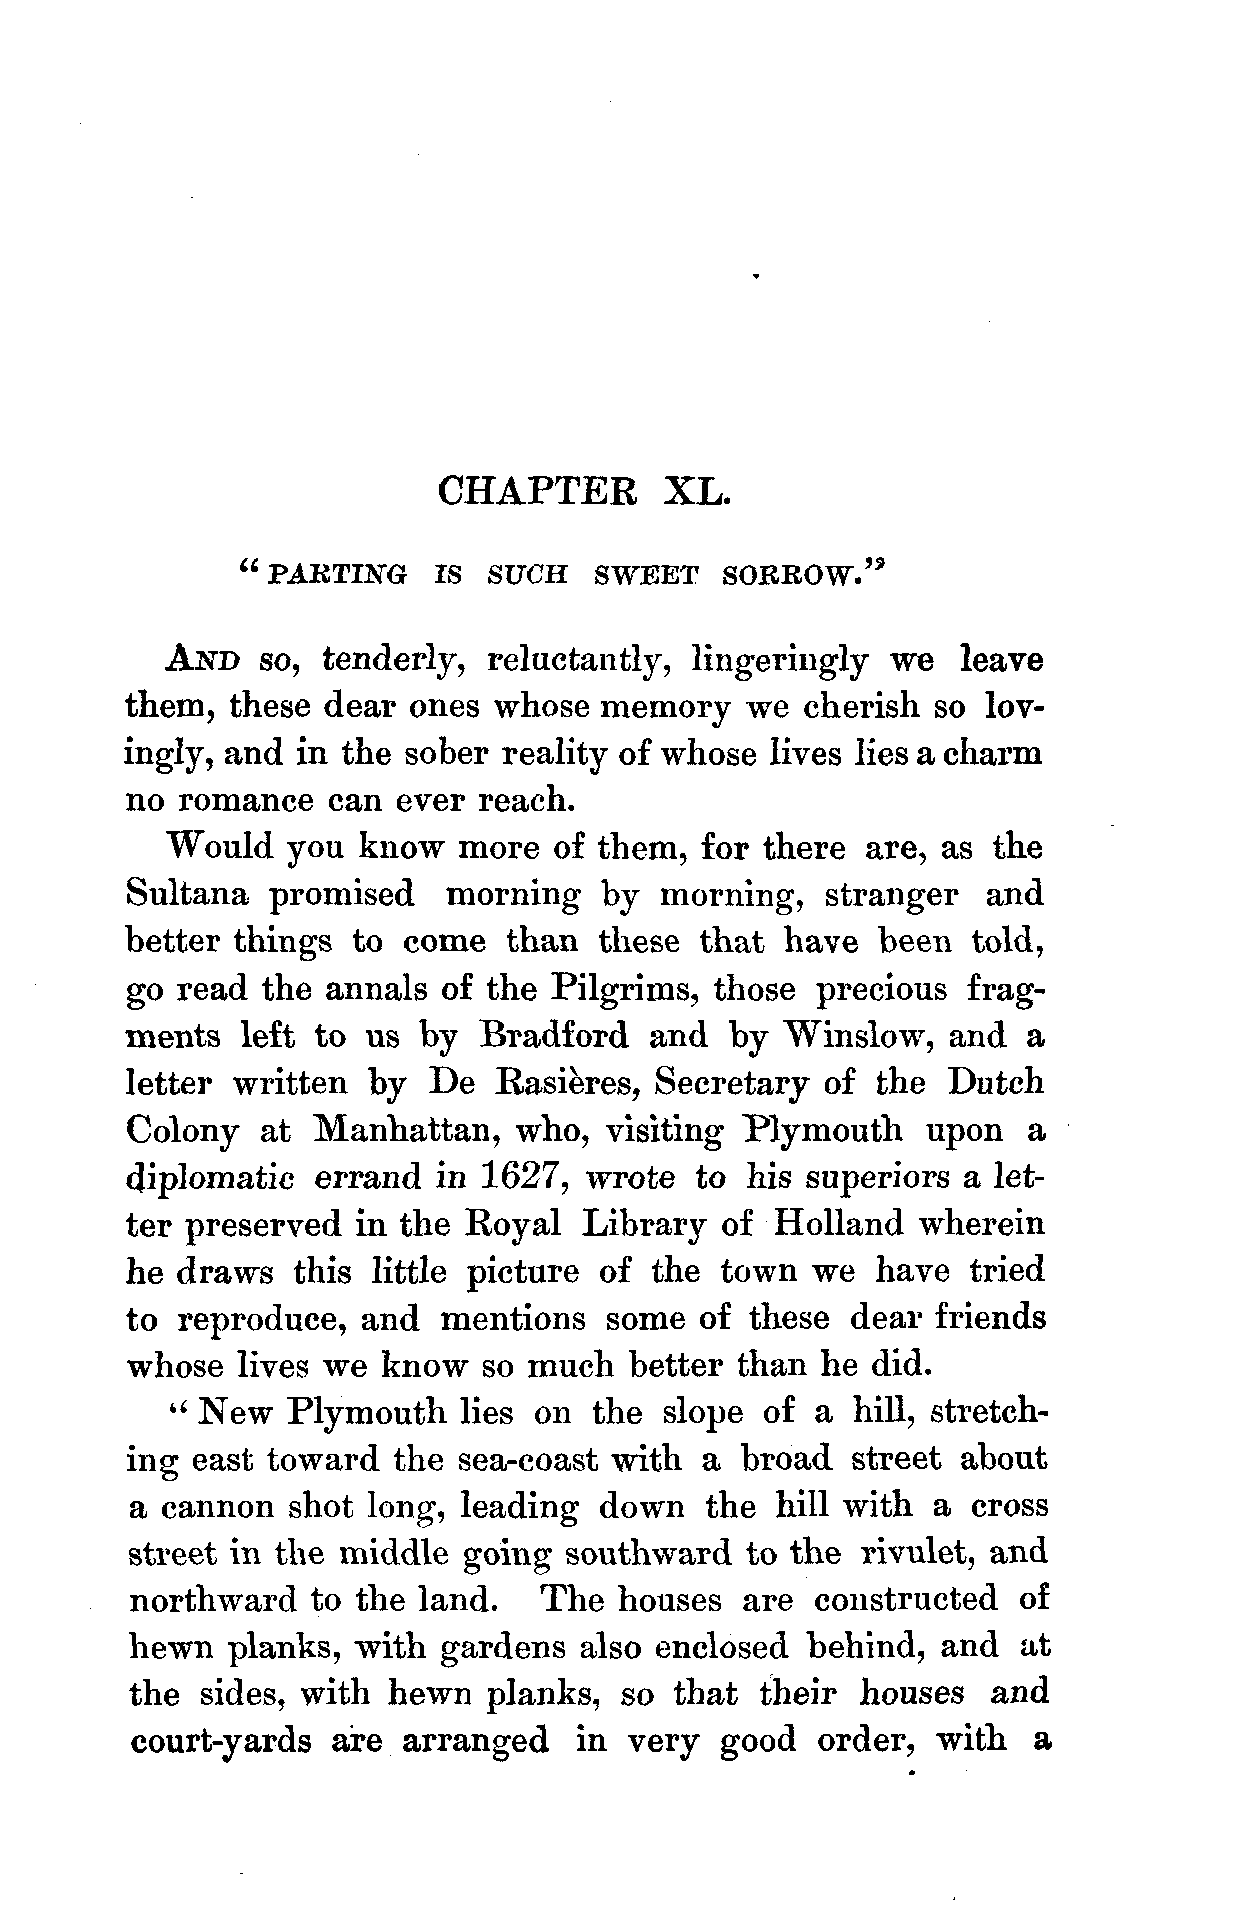 CHAPTER XL.
“PARTING IS SUCH SWEET SORROW.”
AND so, tenderly, reluctantly, lingeringly we leave
them, these dear ones whose memory we cherish so lov-
ingly, and in the sober reality of whose lives lies a charm
no romance can ever reach.
Would you know more of them, for there are, as the
Sultana promised morning by morning, stranger and
better things to come than these that have been told,
go read the annals of the Pilgrims, those precious frag-
ments left to us by Bradford and by Winslow, and a
letter written by De Rasières, Secretary of the Dutch
Colony at Manhattan, who, visiting Plymouth upon a
diplomatic errand in 1627, wrote to his superiors a let-
ter preserved in the Royal Library of Holland wherein
he draws this little picture of the town we have tried
to reproduce, and mentions some of these dear friends
whose lives we know so much better than he did.
“New Plymouth lies on the slope of a hill, stretch-
ing east toward the sea-coast with a broad street about
a cannon shot long, leading down the hill with a cross
street in the middle going southward to the rivulet, and
northward to the land. The houses are constructed of
hewn planks, with gardens also enclosed behind, and at
the sides, with hewn planks, so that their houses and
court-yards are arranged in very good order, with a